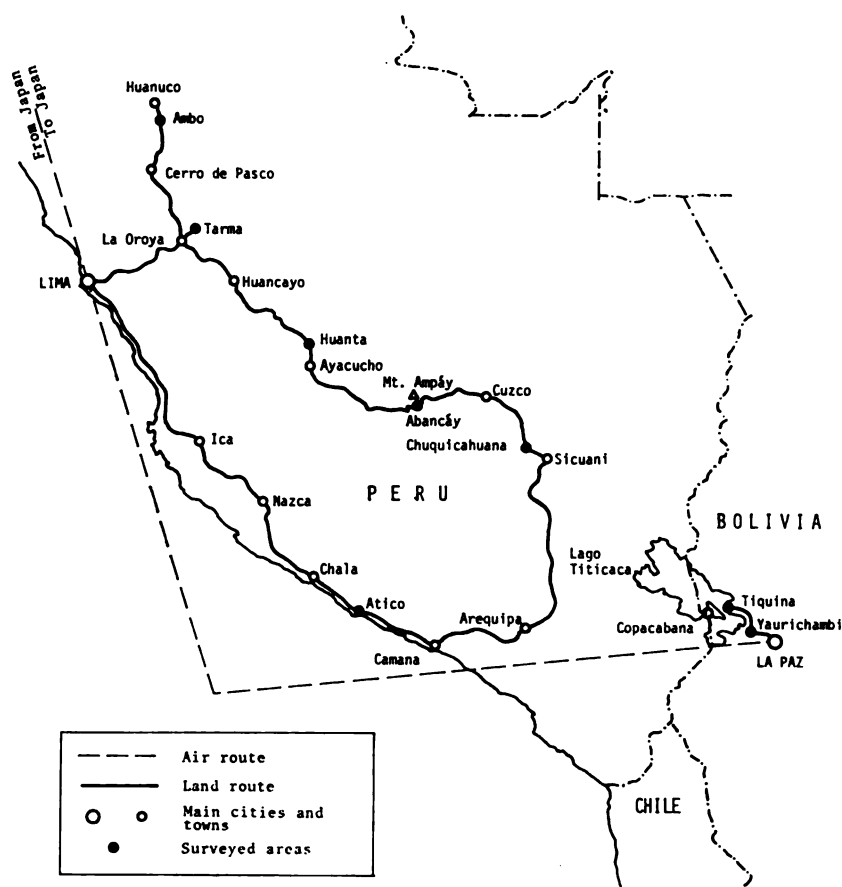 From Japan
To Japan
Huanuco
Ambo
Cerro de Pasco
Tarma
La Oroya
LIMA
Huancayo
Huanta
Ayacucho
Mt. Ampáy
Abancáy
Cuzco
Chuquicahuana
Sicuani
Ica
Nazca
PERU
BOLIVIA
Lago
Titicaca
Chala
Atico
Arequipa
Camana
Tiquina
Copacabana
Yaurichambi
LA PAZ
CHILE
Air route
Land route
Main cities and
towns
Surveyed areas